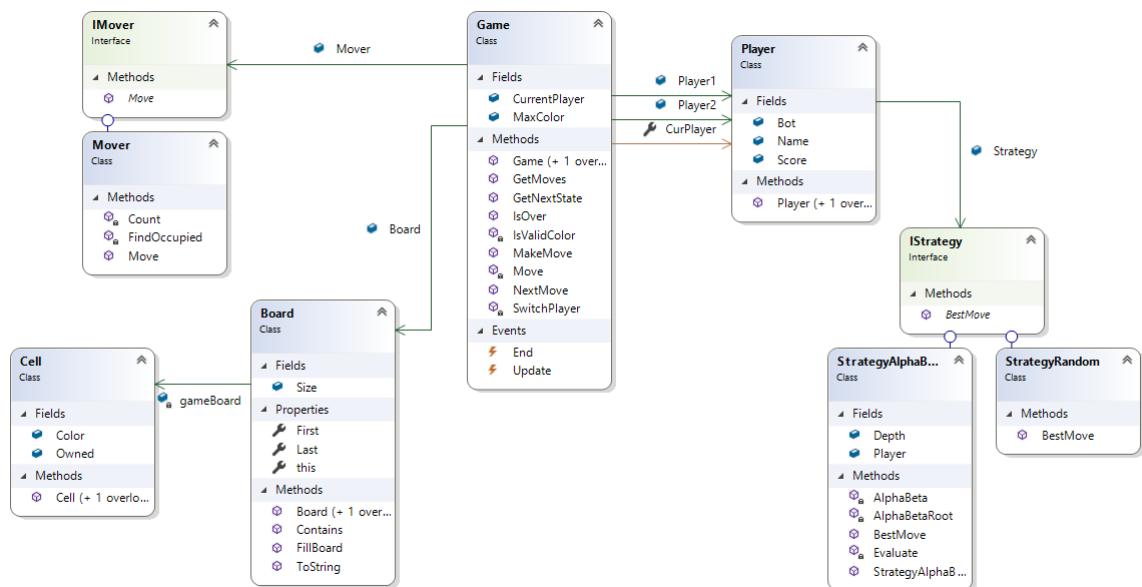 IMover
Interface
Methods
Move
Mover
Class
Methods
Count
FindOccupied
Move
Mover
Game
Class
Fields
CurrentPlayer
MaxColor
Methods
Game (+ 1 over...
GetMoves
GetNextState
IsOver
IsValidColor
MakeMove
Move
NextMove
SwitchPlayer
Events
End
Update
Player1
Player2
CurPlayer
Player
Class
Fields
Bot
Name
Score
Methods
Player (+ 1 over...
Strategy
Board
IStrategy
Interface
Methods
BestMove
Board
Class
Fields
Size
Properties
First
Last
this
Methods
Board (+ 1 over...
Contains
FillBoard
ToString
gameBoard
Cell
Class
Fields
Color
Owned
Methods
Cell (+ 1 overlo...
StrategyAlphaB...
Class
Fields
Depth
Player
Methods
AlphaBeta
AlphaBetaRoot
BestMove
Evaluate
StrategyAlphaB...
StrategyRandom
Class
Methods
BestMove